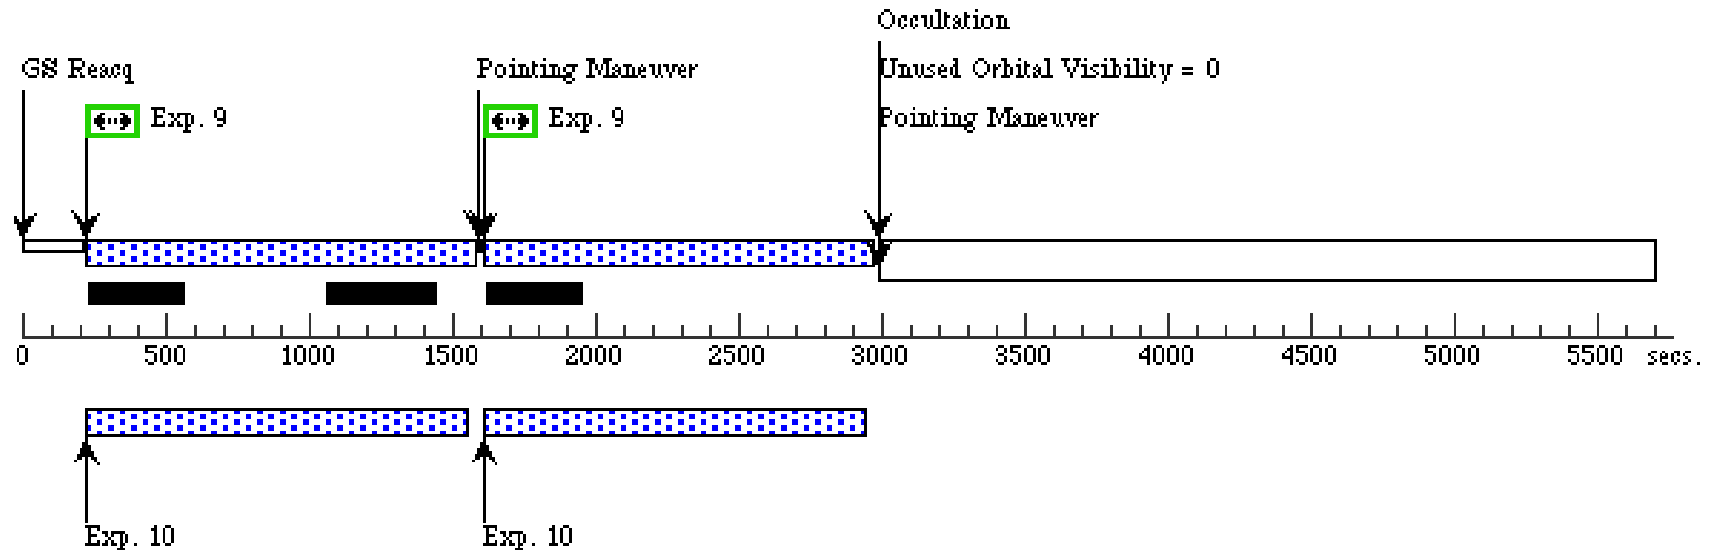 Occultation
GS Reacq
Pointing Maneuver
Unused Orbital Visibility = 0
Exp. 9
Exp. 9
Pointing Maneuver
0
500
1000
1500
2000
2500
3000
3500
4000
4500
5000
5500
secs.
Exp. 10
Exp. 10